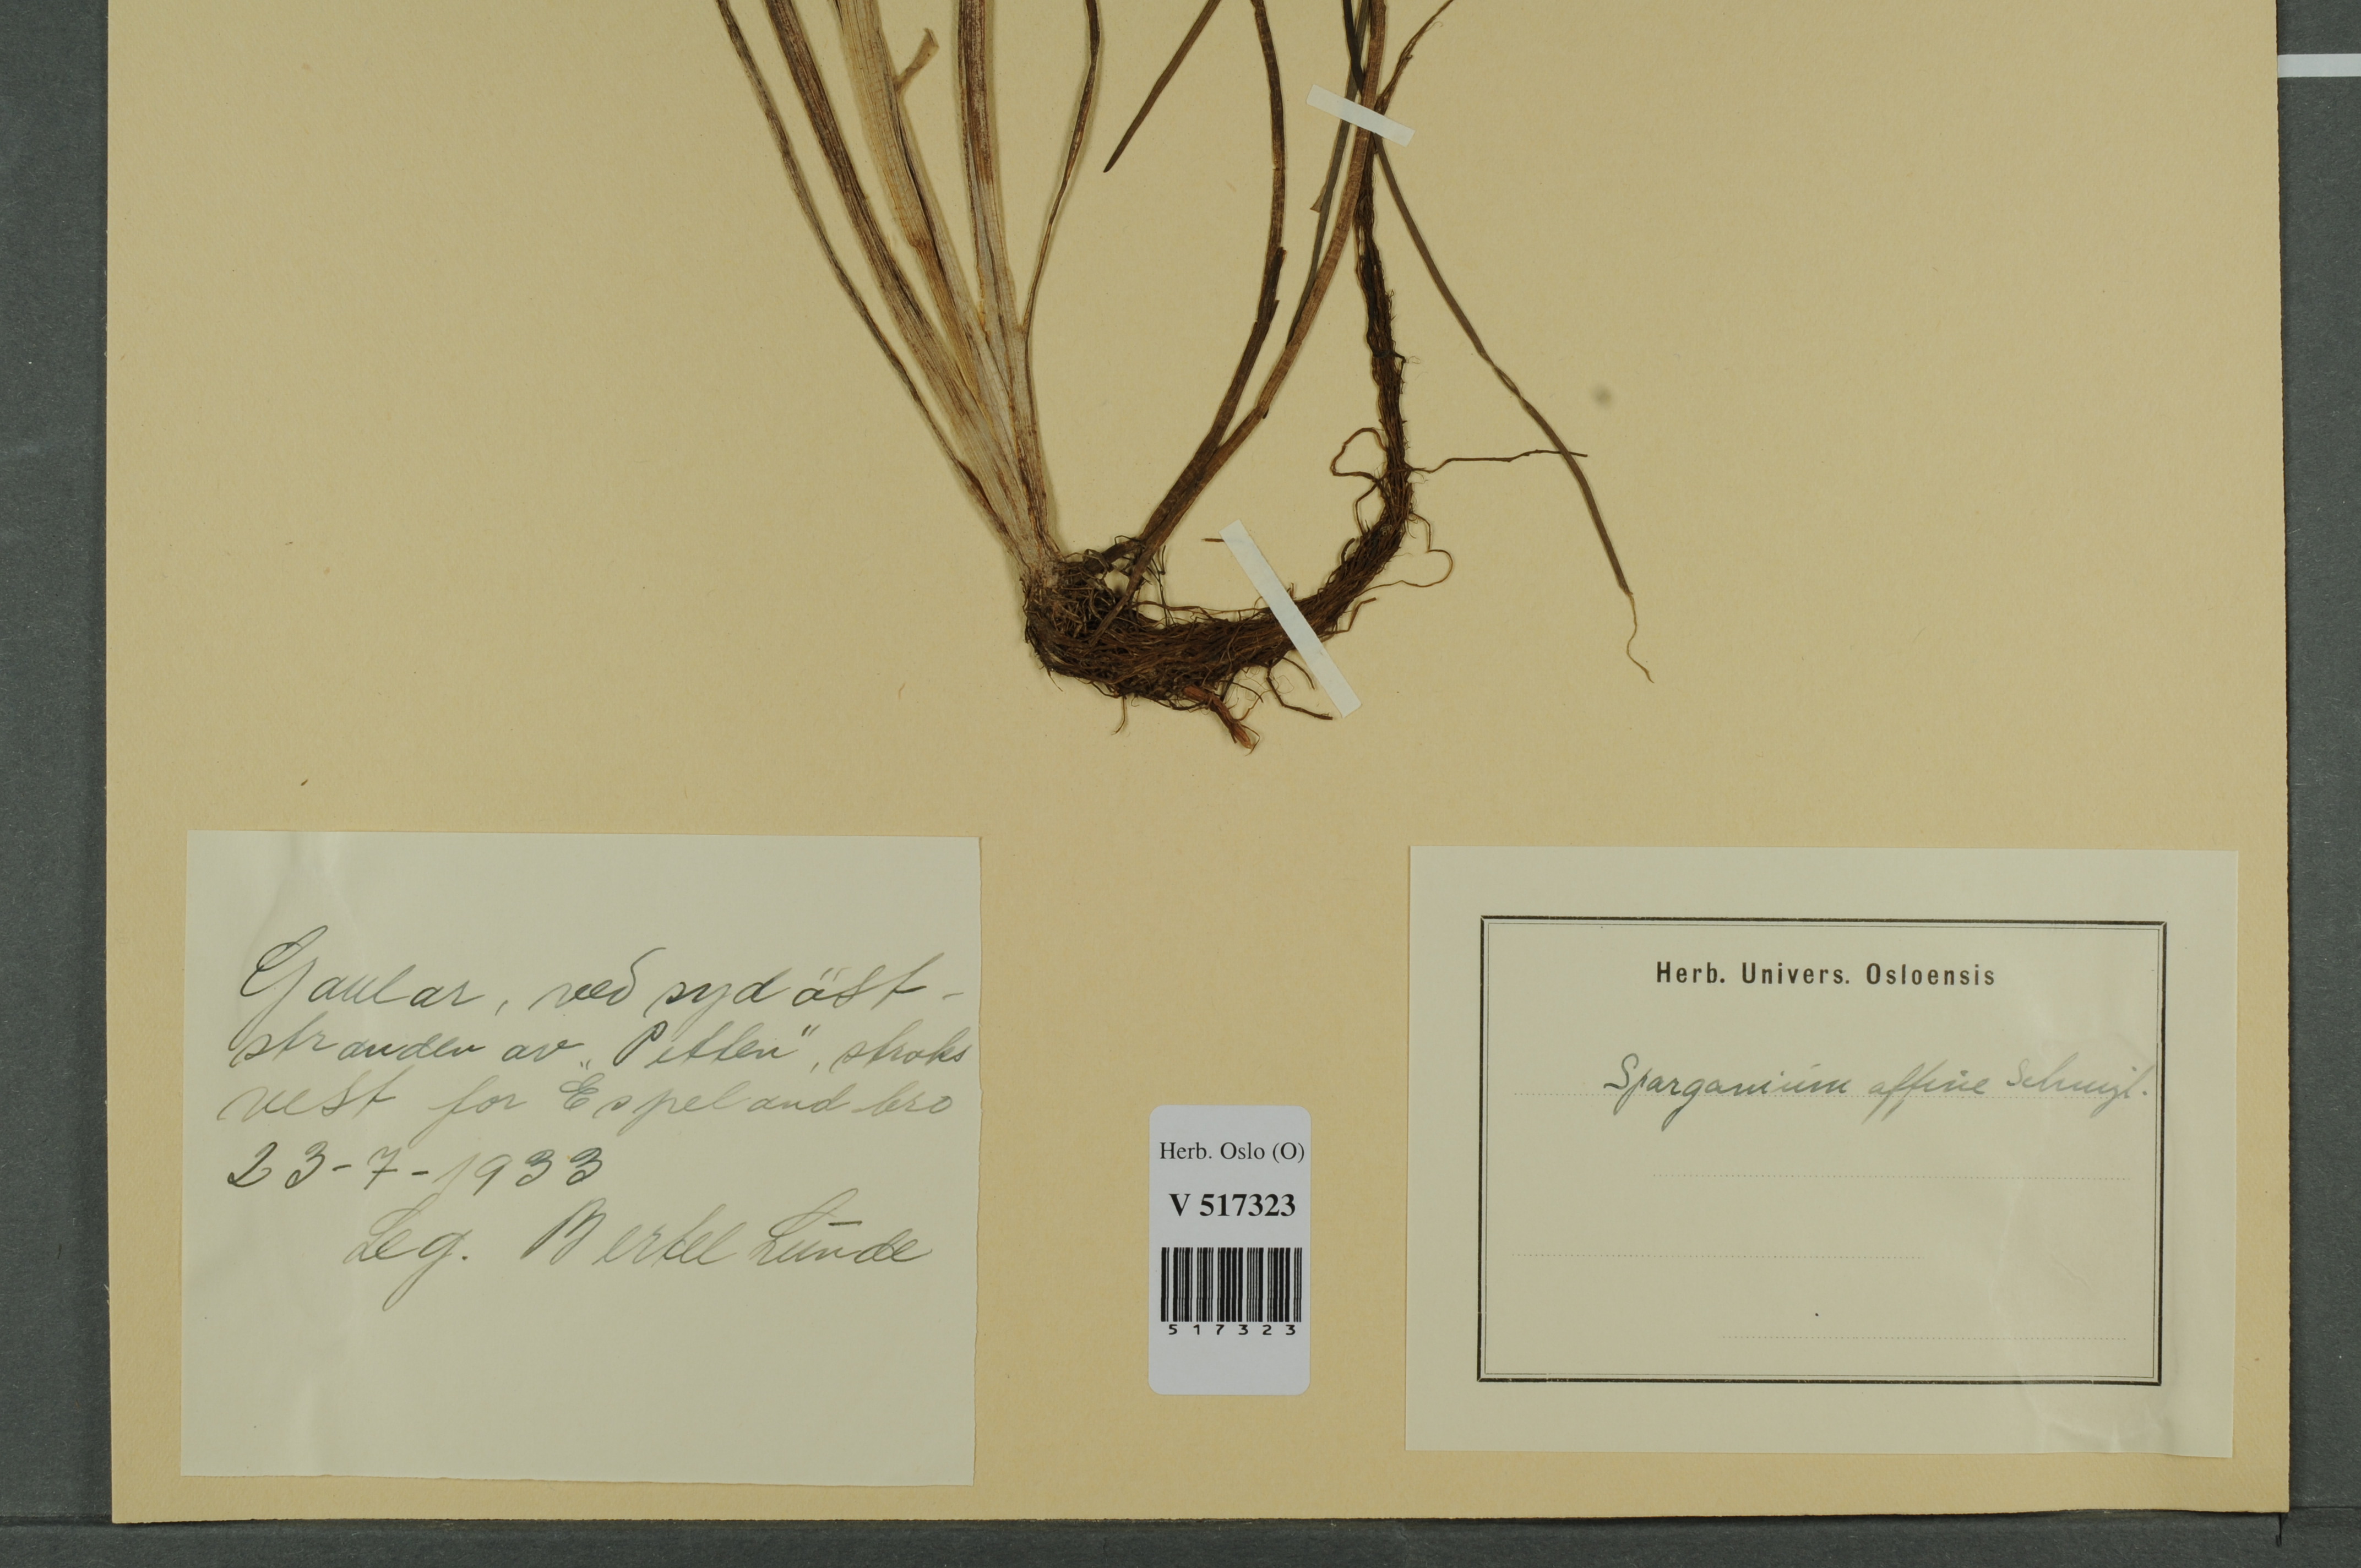 Gaular, ved sydöst-
stranden av „Pitten", straks
vest for Espeland bro
23-7-1933
Leg. Bertel Lunde
Herb. Oslo (O)
V 517323
517323
Herb. Univers. Osloensis
Sparganium affine Schnizl.